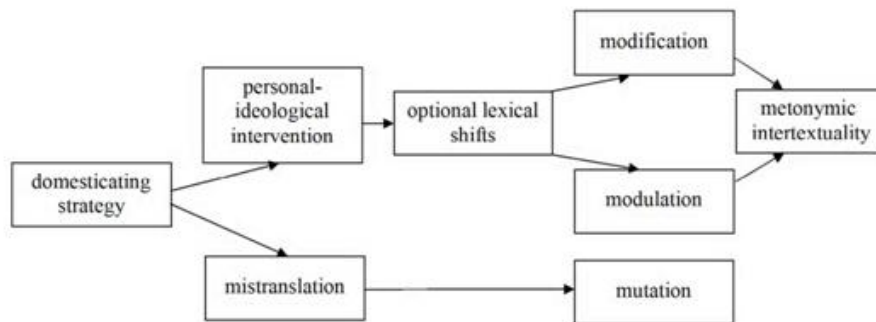 modification
personal-
ideological
intervention
optional lexical
shifts
metonymic
intertextuality
domesticating
strategy
modulation
mistranslation
mutation